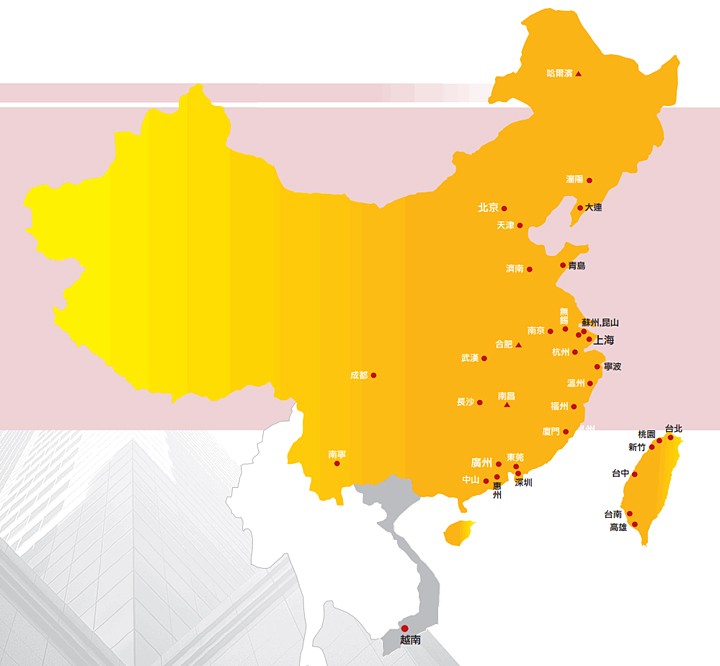 哈爾濱
瀋陽
北京
大連
天津
青島
濟南
無
錫
蘇州,昆山
南京
上海
合肥
杭州
武漢
寧波
成都
溫州
長沙
南昌
福州
廈門
台北
桃園
新竹
南寧
廣州
東莞
台中
中山
深圳
惠
州
台南
高雄
越南